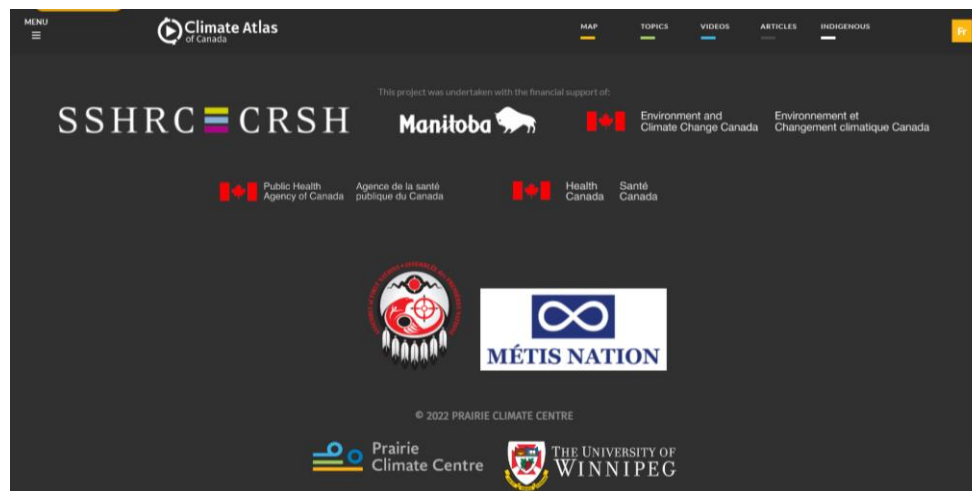 MENU
Climate Atlas
of Canada
MAP
TOPICS
VIDEOS
ARTICLES
INDIGENOUS
Fr
This project was undertaken with the financial support of:
SSHRC CRSH
Manitoba
Environment and
Climate Change Canada
Environnement et
Changement climatique Canada
Public Health
Agency of Canada
Agence de la santé
publique du Canada
Health
Canada
Santé
Canada
MÉTIS NATION
© 2022 PRAIRIE CLIMATE CENTRE
Prairie
Climate Centre
THE UNIVERSITY OF
WINNIPEG